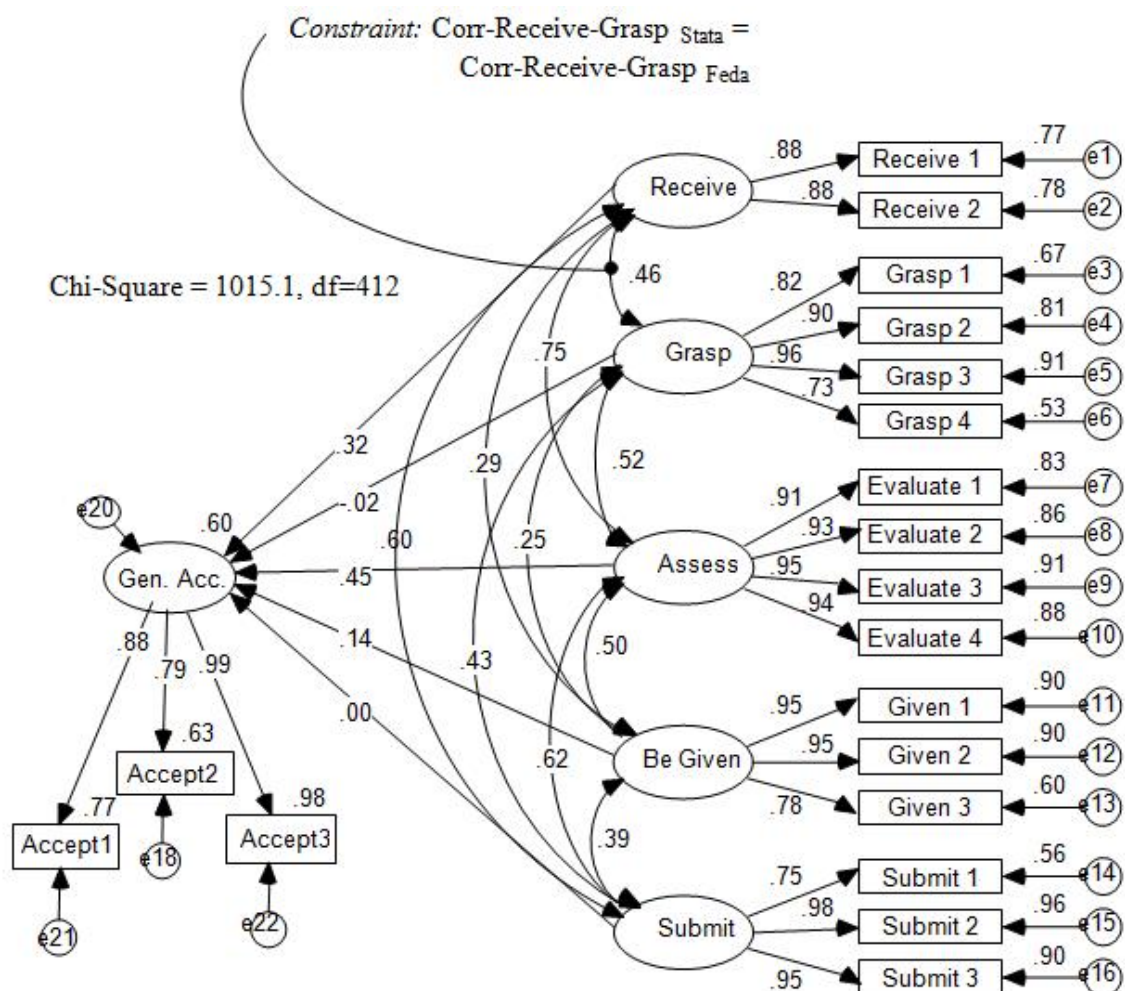 Constraint: Corr-Receive-Grasp Stata =
Corr-Receive-Grasp Feda
Chi-Square = 1015.1, df=412
Receive
.88
Receive 1
.77
e1
.88
Receive 2
.78
e2
.46
Grasp
.82
Grasp 1
.67
e3
.90
Grasp 2
.81
e4
.96
Grasp 3
.91
e5
.73
Grasp 4
.53
e6
.75
.32
-.02
.29
.52
.25
.60
.45
.43
.14
.00
.50
.62
.39
Assess
.91
Evaluate 1
.83
e7
.93
Evaluate 2
.86
e8
.95
Evaluate 3
.91
e9
.94
Evaluate 4
.88
e10
Be Given
.95
Given 1
.90
e11
.95
Given 2
.90
e12
.78
Given 3
.60
e13
Submit
.75
Submit 1
.56
e14
.98
Submit 2
.96
e15
.95
Submit 3
.90
e16
e20
.60
Gen. Acc.
.88
.79
.99
.77
Accept1
e21
.63
Accept2
e18
.98
Accept3
e22